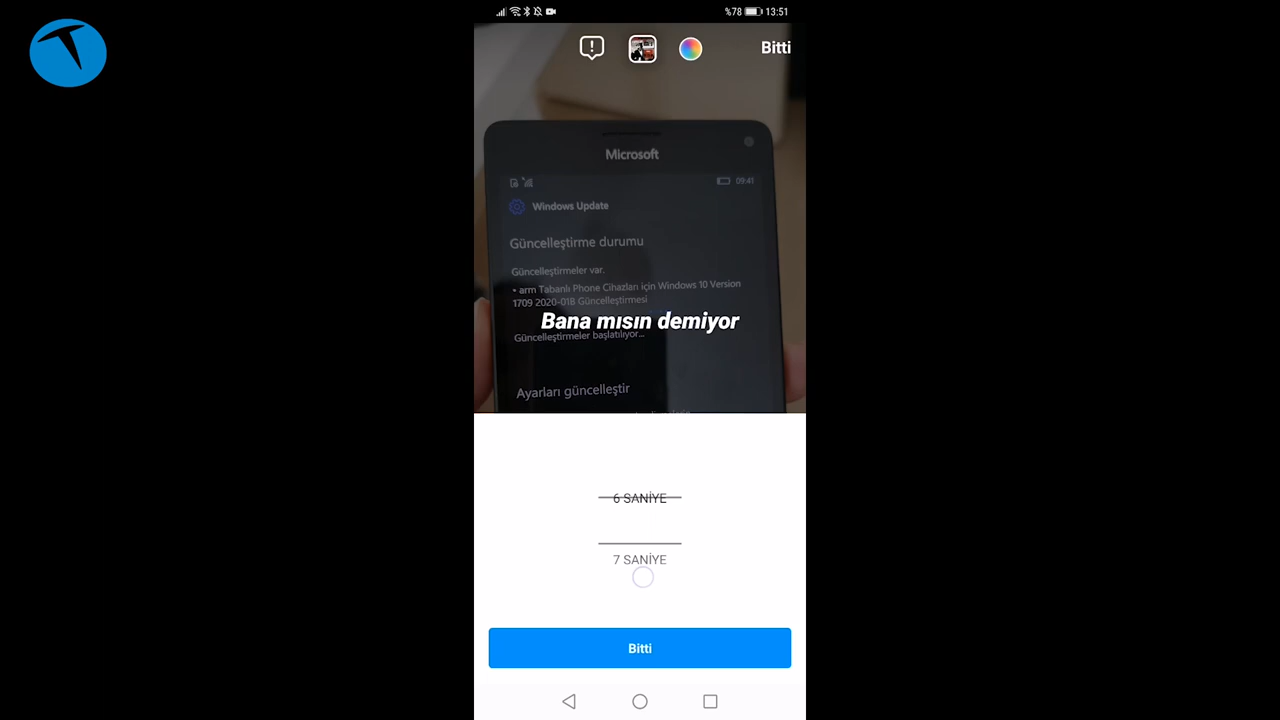 %78 13:51
Bitti
Microsoft
09:41
Windows Update
Güncelleştirme durumu
Güncelleştirmeler var.
• arm Tabanlı Phone Cihazları için Windows 10 Version
1709 2020-01B Güncelleştirmesi
Bana mısın demiyor
Güncelleştirmeler başlatılıyor...
Ayarları güncelleştir
6 SANİYE
7 SANİYE
Bitti